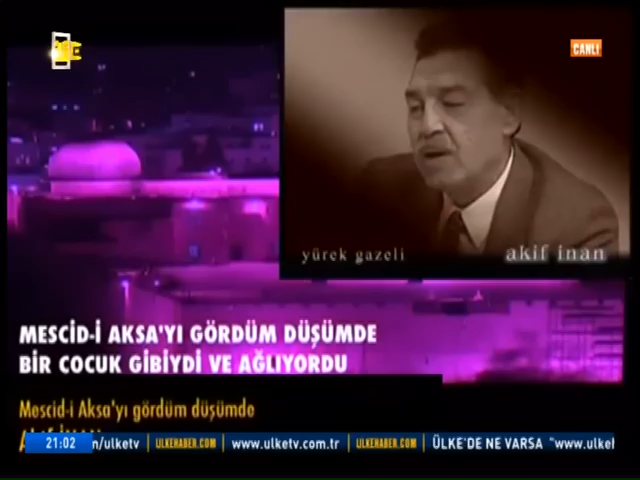 CANLI
yürek gazeli
akif inan
MESCİD-İ AKSA'YI GÖRDÜM DÜŞÜMDE
BİR COCUK GİBİYDİ VE AĞLIYORDU
Mescid-i Aksa'yı gördüm düşümde
21:02 m/ulketv | ULKEHABER.COM | www.ulketv.com.tr | ULKEHABER.COM | ÜLKE'DE NE VARSA "www.ulke